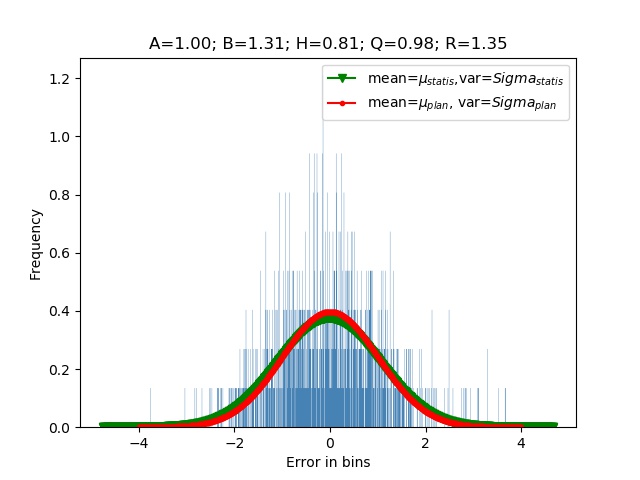 A=1.00; B=1.31; H=0.81; Q=0.98; R=1.35
mean=μstatis,var=Sigmastatis
mean=μplan, var=Sigmaplan
1.2
1.0
0.8
0.6
0.4
0.2
0.0
Frequency
−4 −2 0 2 4
Error in bins